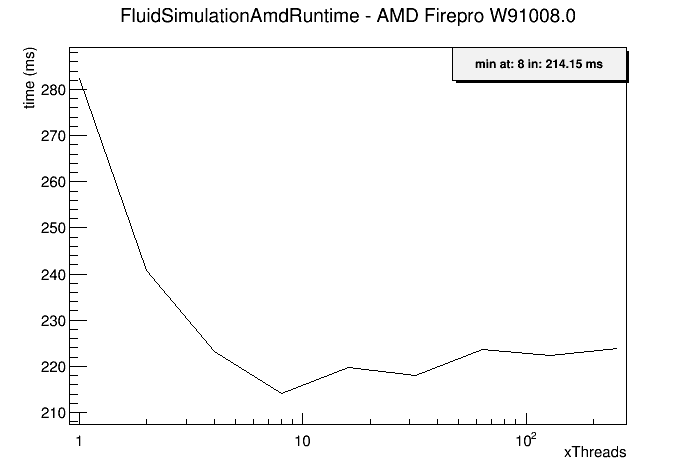 FluidSimulationAmdRuntime - AMD Firepro W91008.0
time (ms)
min at: 8 in: 214.15 ms
280
270
260
250
240
230
220
210
1 10 10²
xThreads